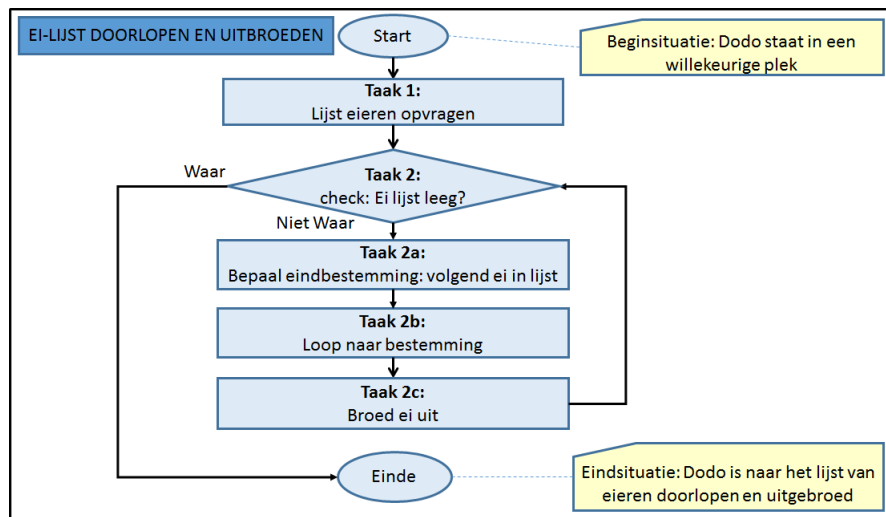 EI-LIJST DOORLOPEN EN UITBROEDEN
Start
Beginsituatie: Dodo staat in een
willekeurige plek
Taak 1:
Lijst eieren opvragen
Waar
Taak 2:
check: Ei lijst leeg?
Niet Waar
Taak 2a:
Bepaal eindbestemming: volgend ei in lijst
Taak 2b:
Loop naar bestemming
Taak 2c:
Broed ei uit
Einde
Eindsituatie: Dodo is naar het lijst van
eieren doorlopen en uitgebroed